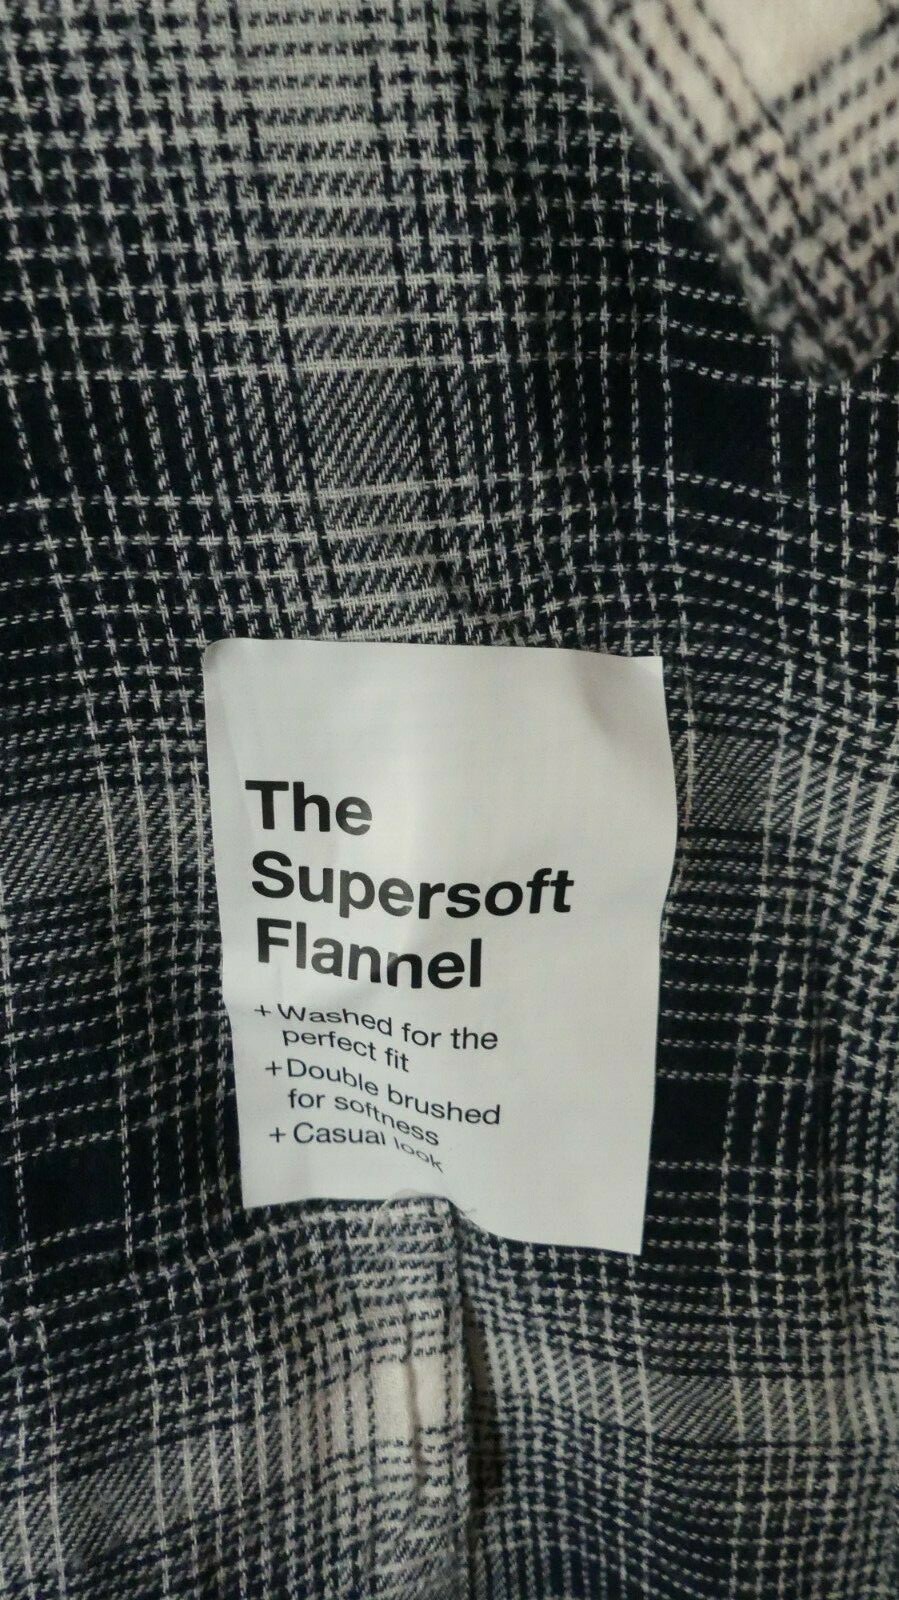 The
Supersoft
Flannel
+ Washed for the
perfect fit
+ Double brushed
for softness
+ Casual look